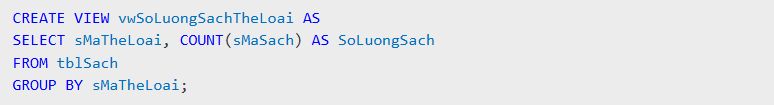 CREATE VIEW vwSoLuongSachTheLoai AS
SELECT sMaTheLoai, COUNT(sMaSach) AS SoLuongSach
FROM tblSach
GROUP BY sMaTheLoai;